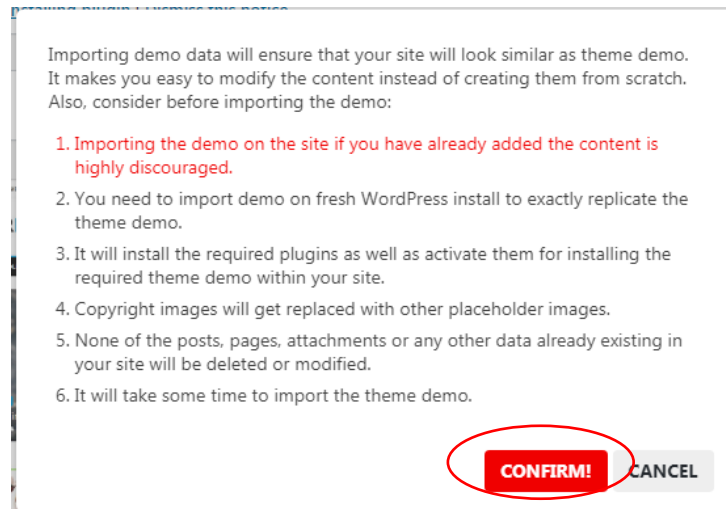 Importing demo data will ensure that your site will look similar as theme demo.
It makes you easy to modify the content instead of creating them from scratch.
Also, consider before importing the demo:
1. Importing the demo on the site if you have already added the content is
highly discouraged.
2. You need to import demo on fresh WordPress install to exactly replicate the
theme demo.
3. It will install the required plugins as well as activate them for installing the
required theme demo within your site.
4. Copyright images will get replaced with other placeholder images.
5. None of the posts, pages, attachments or any other data already existing in
your site will be deleted or modified.
6. It will take some time to import the theme demo.
CONFIRM! CANCEL